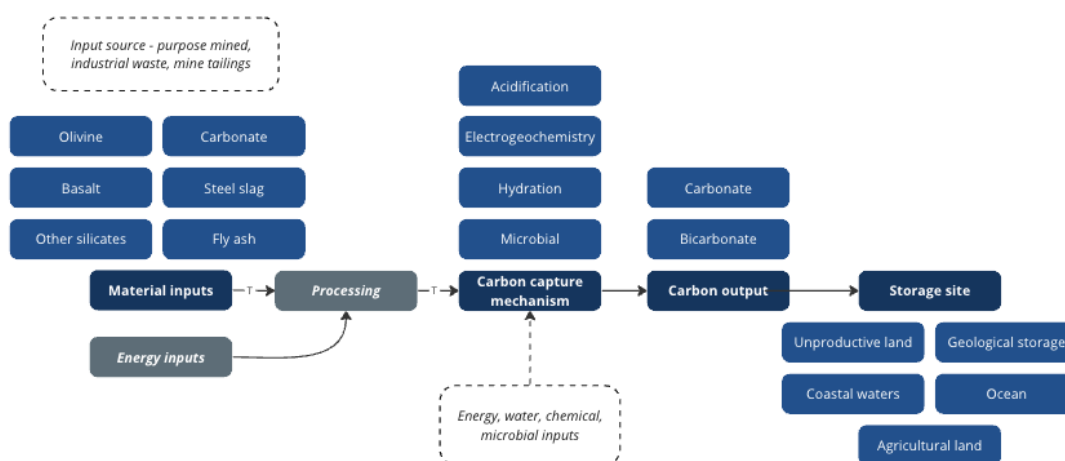 Input source - purpose mined,
industrial waste, mine tailings
Acidification
Olivine
Carbonate
Electrogeochemistry
Basalt
Steel slag
Hydration
Carbonate
Other silicates
Fly ash
Microbial
Bicarbonate
Material inputs
T
Processing
T
Carbon capture
mechanism
Carbon output
Storage site
Energy inputs
Unproductive land
Geological storage
Coastal waters
Ocean
Energy, water, chemical,
microbial inputs
Agricultural land